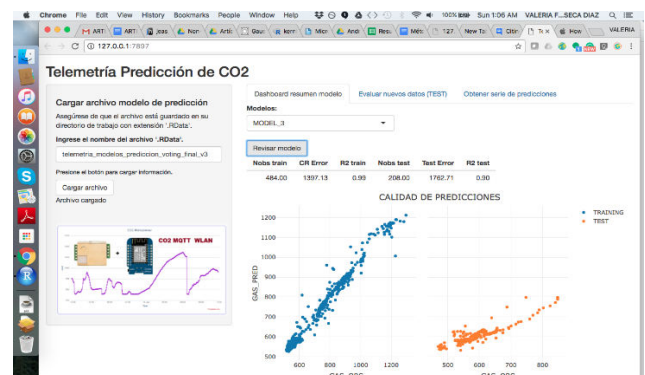 Chrome File Edit View History Bookmarks People Window Help 100% Sun 1:06 AM VALERIA F...SECA DIAZ
VALERIA
127.0.0.1:7897
Telemetría Predicción de CO2
Cargar archivo modelo de predicción
Asegúrese de que el archivo está guardado en su
directorio de trabajo con extensión '.RData'.
Ingrese el nombre del archivo '.RData'.
telemetria_modelos_prediccion_voting_final_v3
Presione el botón para cargar información.
Cargar archivo
Archivo cargado
CO2 MQTT WLAN
Dashboard resumen modelo Evaluar nuevos datos (TEST) Obtener serie de predicciones
Modelos:
MODEL_3
Revisar modelo
Nobs train CR Error R2 train Nobs test Test Error R2 test
484.00 1397.13 0.99 208.00 1762.71 0.90
CALIDAD DE PREDICCIONES
TRAINING
TEST
GAS_PRED
1200
1100
1000
900
800
700
600
500
600 800 1000 1200
500 600 700 800
GAS_OBS GAS_OBS